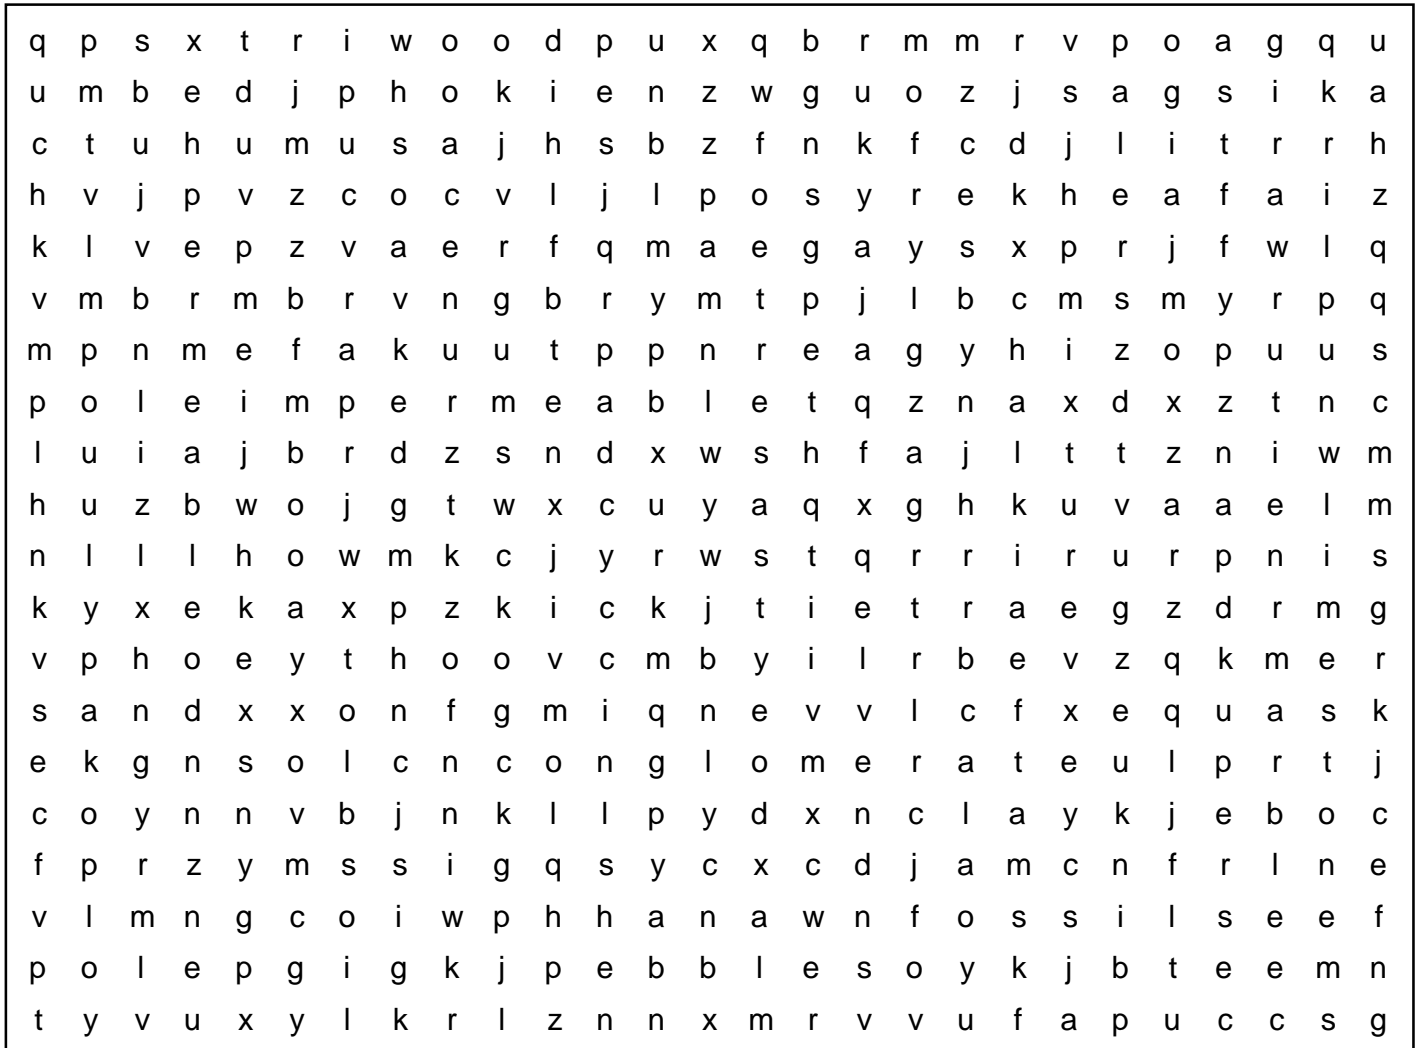 q p s x t r i w o o d p u x q b r m m r v p o a g q u
u m b e d j p h o k i e n z w g u o z j s a g s i k a
c t u h u m u s a j h s b z f n k f c d j l i t r r h
h v j p v z c o c v l j l p o s y r e k h e a f a i z
k l v e p z v a e r f q m a e g a y s x p r j f w l q
v m b r m b r v n g b r y m t p j l b c m s m y r p q
m p n m e f a k u u t p p n r e a g y h i z o p u u s
p o l e i m p e r m e a b l e t q z n a x d x z t n c
l u i a j b r d z s n d x w s h f a j l t t z n i w m
h u z b w o j g t w x c u y a q x g h k u v a a e l m
n l l l h o w m k c j y r w s t q r r i r u r p n i s
k y x e k a x p z k i c k j t i e t r a e g z d r m g
v p h o e y t h o o v c m b y i l r b e v z q k m e r
s a n d x x o n f g m i q n e v v l c f x e q u a s k
e k g n s o l c n c o n g l o m e r a t e u l p r t j
c o y n n v b j n k l l p y d x n c l a y k j e b o c
f p r z y m s s i g q s y c x c d j a m c n f r l n e
v l m n g c o i w p h h a n a w n f o s s i l s e e f
p o l e p g i g k j p e b b l e s o y k j b t e e m n
t y v u x y l k r l z n n x m r v v u f a p u c c s g